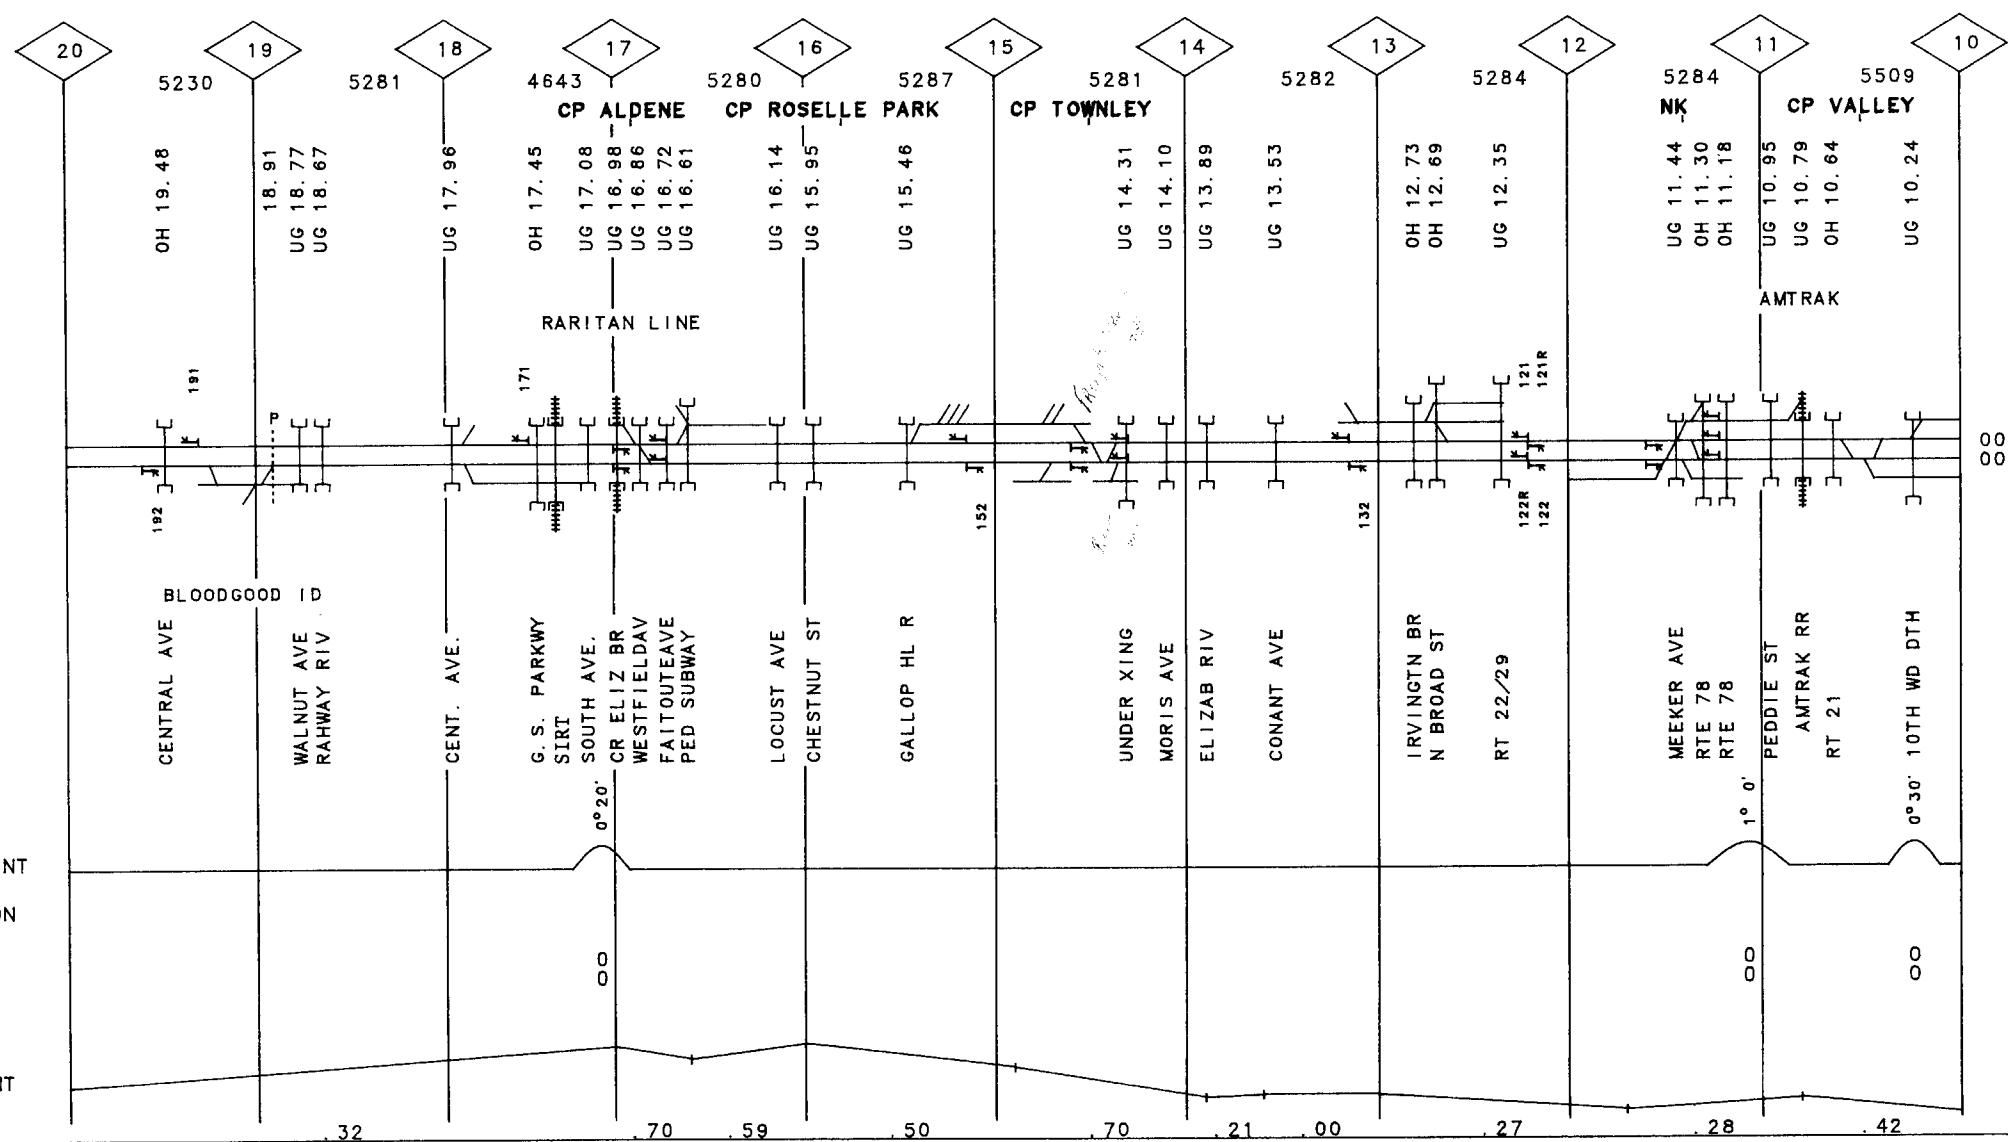 20 19 18 17 16 15 14 13 12 11 10
5230 5281 4643 5280 5287 5281 5282 5284 5284 5509
CP ALDENE CP ROSELLE PARK CP TOWNLEY NK CP VALLEY
OH 19.48
18.91
UG 18.77
UG 18.67
UG 17.96
OH 17.45
UG 17.08
UG 16.98
UG 16.86
UG 16.72
UG 16.61
UG 16.14
UG 15.95
UG 15.46
UG 14.31
UG 14.10
UG 13.89
UG 13.53
OH 12.73
OH 12.69
UG 12.35
UG 11.44
OH 11.30
OH 11.18
UG 10.95
UG 10.79
OH 10.64
UG 10.24
AMTRAK
RARITAN LINE
191
171
121
121R
P
00
00
192
152
132
122R
122
BLOODGOOD ID
CENTRAL AVE
WALNUT AVE
RAHWAY RIV
CENT. AVE.
G.S. PARKWY
SIRT
SOUTH AVE.
CR ELIZ BR
WESTFIELDAV
FAITOUTEAVE
PED SUBWAY
LOCUST AVE
CHESTNUT ST
GALLOP HL R
UNDER XING
MORIS AVE
ELIZAB RIV
CONANT AVE
IRVINGTN BR
N BROAD ST
RT 22/29
MEEKER AVE
RTE 78
RTE 78
PEDDIE ST
AMTRAK RR
RT 21
10TH WD DTH
0°20'
1° 0'
0°30'
NT
ON
0 0 0
0 0 0
RT
.32 .70 .59 .50 .70 .21 .00 .27 .28 .42